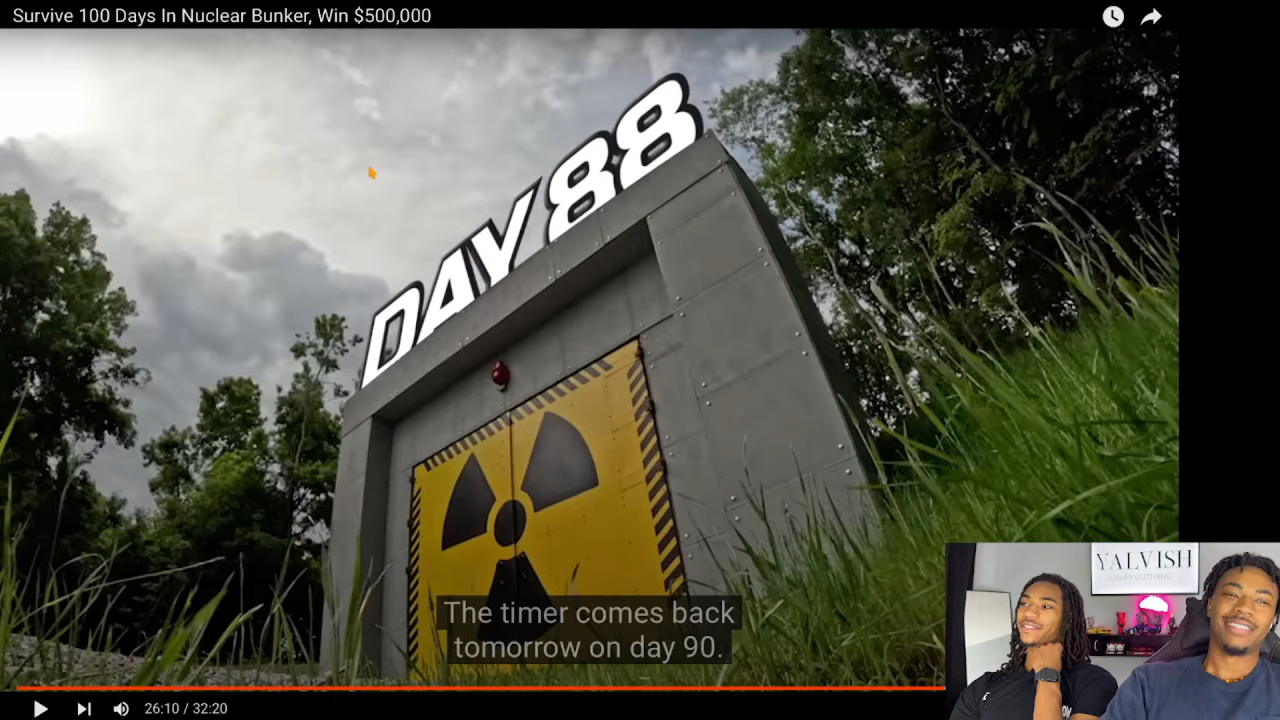 Survive 100 Days In Nuclear Bunker, Win $500,000
DAY 88
The timer comes back
tomorrow on day 90.
YALVISH
LUXURY CLOTHING
26:10 / 32:20